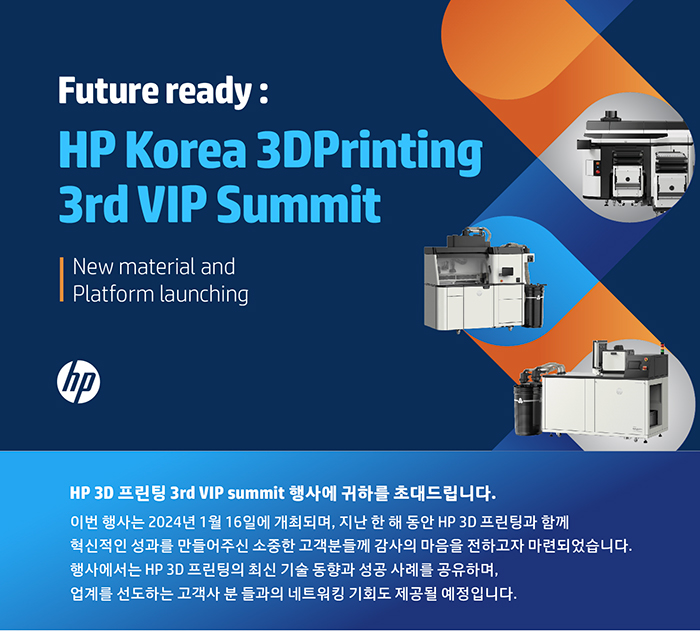 Future ready :
HP Korea 3DPrinting
3rd VIP Summit
New material and
Platform launching
hp
HP 3D 프린팅 3rd VIP summit 행사에 귀하를 초대드립니다.
이번 행사는 2024년 1월 16일에 개최되며, 지난 한 해 동안 HP 3D 프린팅과 함께
혁신적인 성과를 만들어주신 소중한 고객분들께 감사의 마음을 전하고자 마련되었습니다.
행사에서는 HP 3D 프린팅의 최신 기술 동향과 성공 사례를 공유하며,
업계를 선도하는 고객사 분 들과의 네트워킹 기회도 제공될 예정입니다.